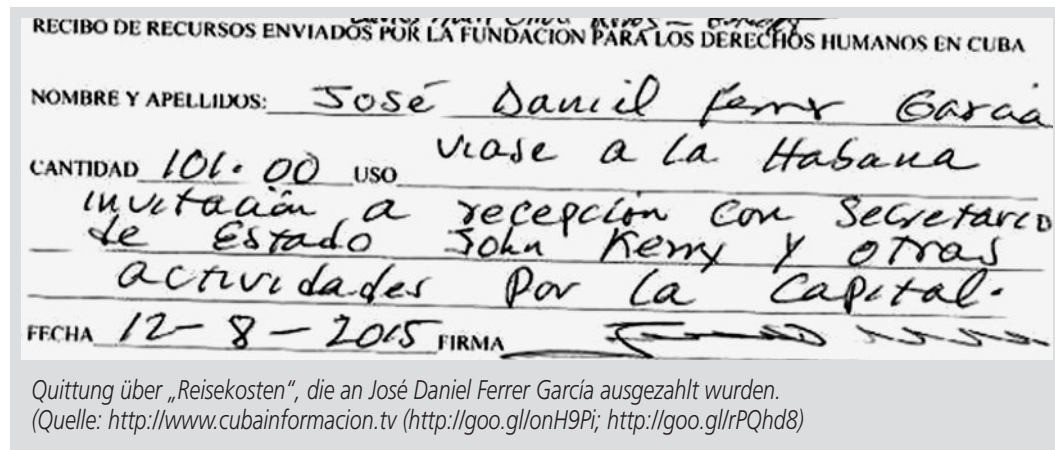 RECIBO DE RECURSOS ENVIADOS POR LA FUNDACION PARA LOS DERECHOS HUMANOS EN CUBA
NOMBRE Y APELLIDOS: José Daniel Ferrer Garcia
CANTIDAD 101.00 USO viaje a la Habana
invitación a recepción con Secretario
de Estado John Kerry y otras
actividades por la Capital.
FECHA 12-8-2015 FIRMA
Quittung über „Reisekosten“, die an José Daniel Ferrer García ausgezahlt wurden.
(Quelle: http://www.cubainformacion.tv (http://goo.gl/onH9Pi; http://goo.gl/rPQhd8)